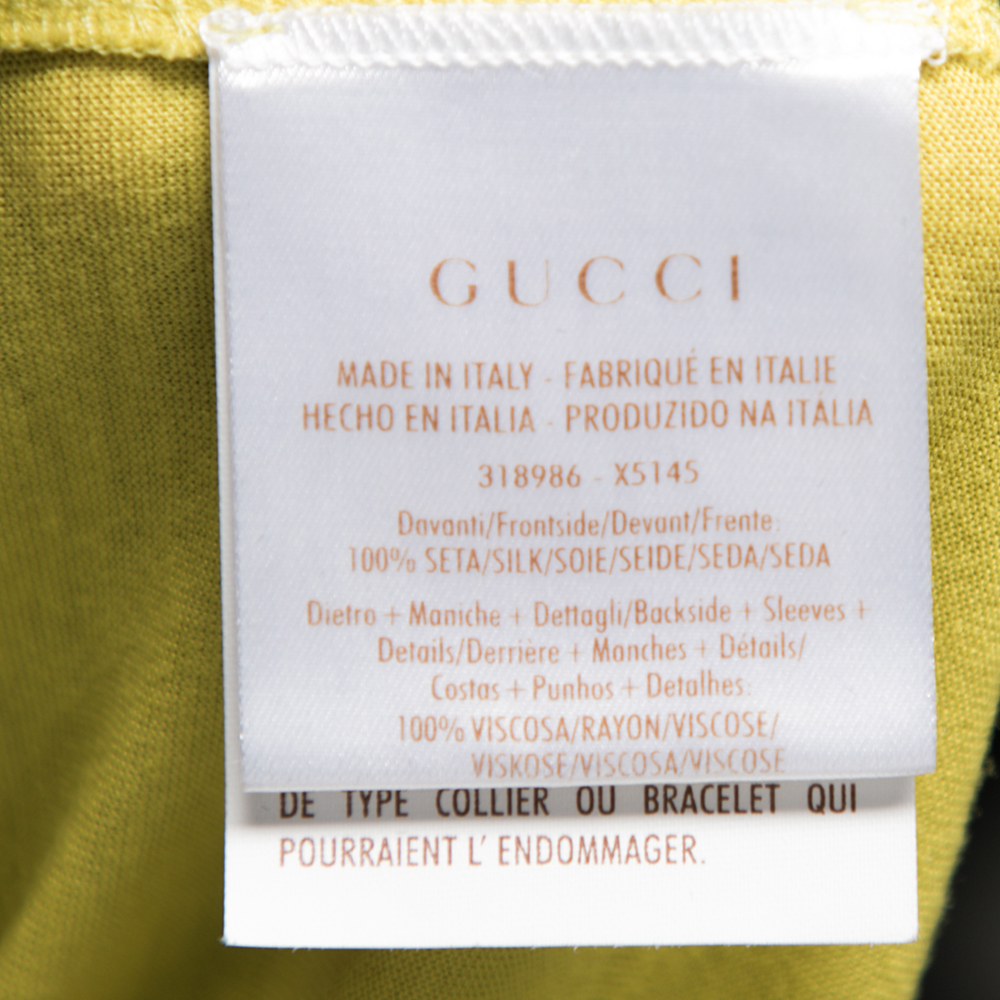 GUCCI
MADE IN ITALY - FABRIQUÉ EN ITALIE
HECHO EN ITALIA - PRODUZIDO NA ITÁLIA
318986 - X5145
Davanti/Frontside/Devant/Frente:
100% SETA/SILK/SOIE/SEIDE/SEDA/SEDA
Dietro + Maniche + Dettagli/Backside + Sleeves +
Details/Derrière + Manches + Détails/
Costas + Punhos + Detalhes:
100% VISCOSA/RAYON/VISCOSE/
VISKOSE/VISCOSA/VISCOSE
DE TYPE COLLIER OU BRACELET QUI
POURRAIENT L' ENDOMMAGER.